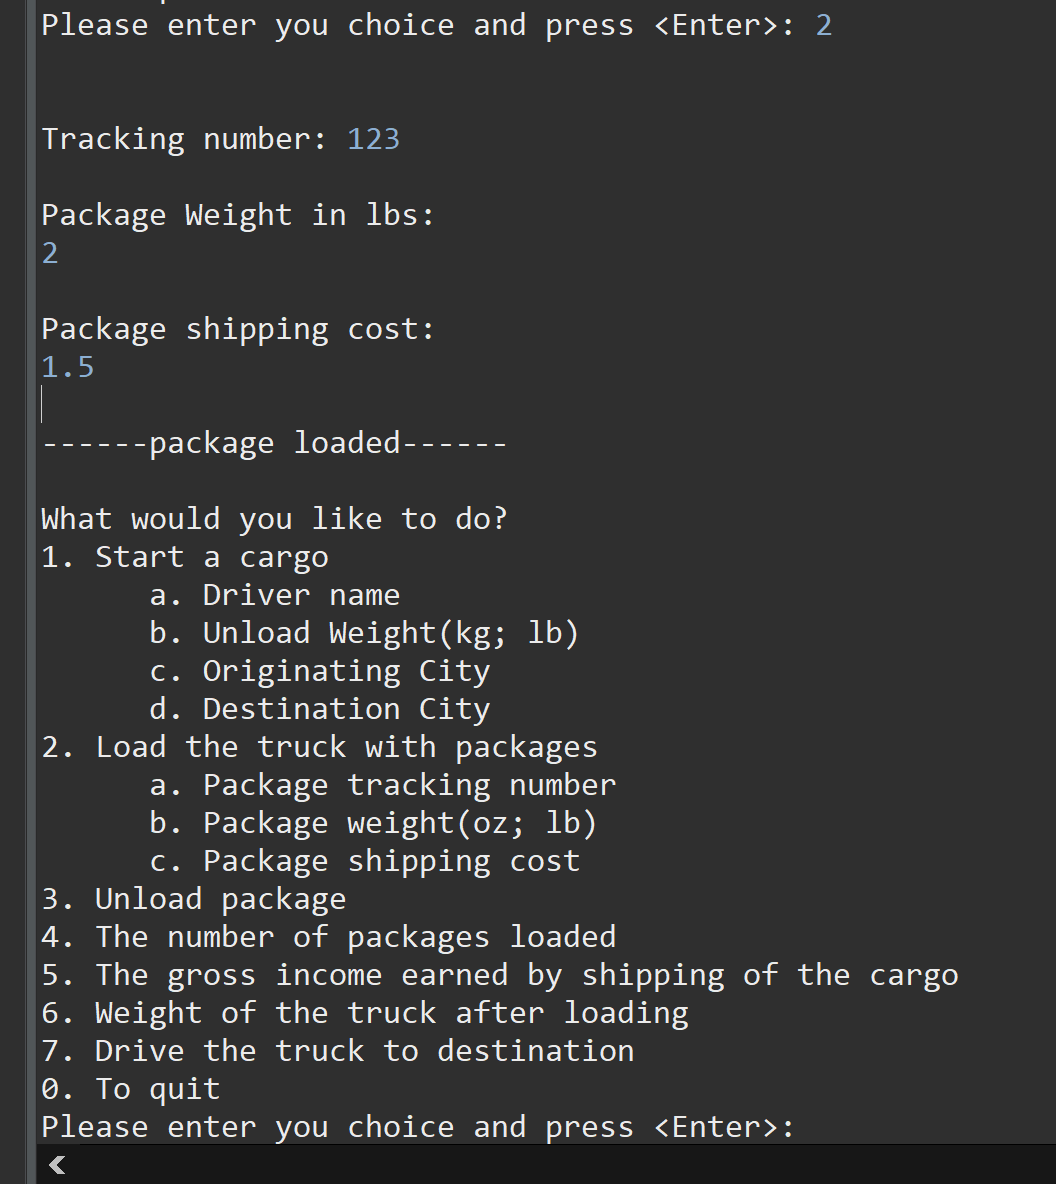 Please enter you choice and press <Enter>: 2
Tracking number: 123
Package Weight in lbs:
2
Package shipping cost:
1.5
------package loaded------
What would you like to do?
1. Start a cargo
a. Driver name
b. Unload Weight(kg; lb)
c. Originating City
d. Destination City
2. Load the truck with packages
a. Package tracking number
b. Package weight(oz; lb)
c. Package shipping cost
3. Unload package
4. The number of packages loaded
5. The gross income earned by shipping of the cargo
6. Weight of the truck after loading
7. Drive the truck to destination
0. To quit
Please enter you choice and press <Enter>: